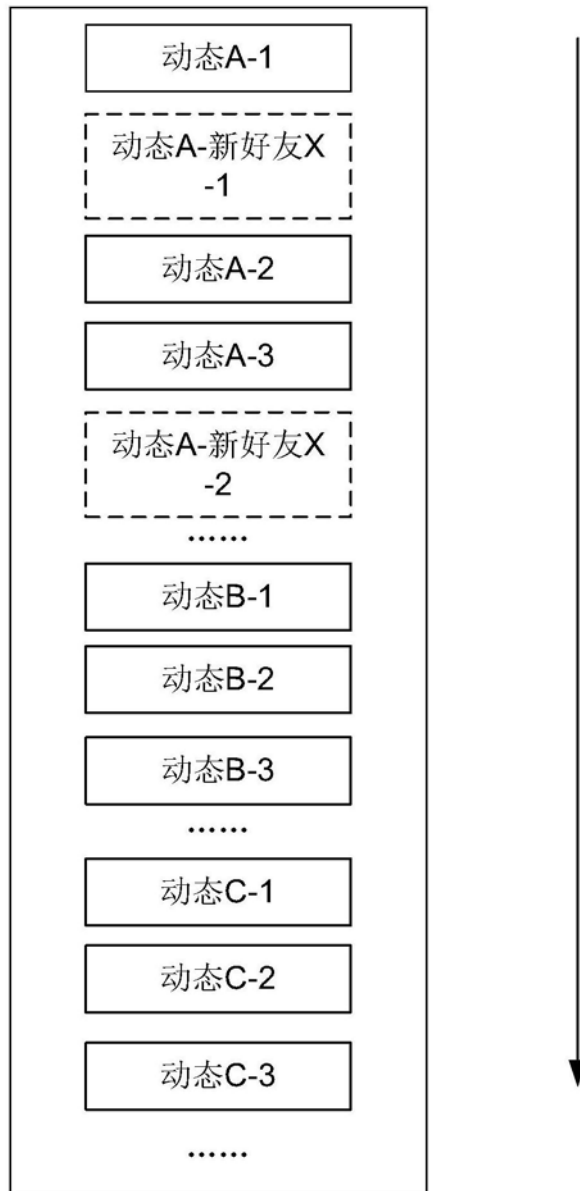 动态A-1
动态A-新好友X
-1
动态A-2
动态A-3
动态A-新好友X
-2
......
动态B-1
动态B-2
动态B-3
......
动态C-1
动态C-2
动态C-3
......